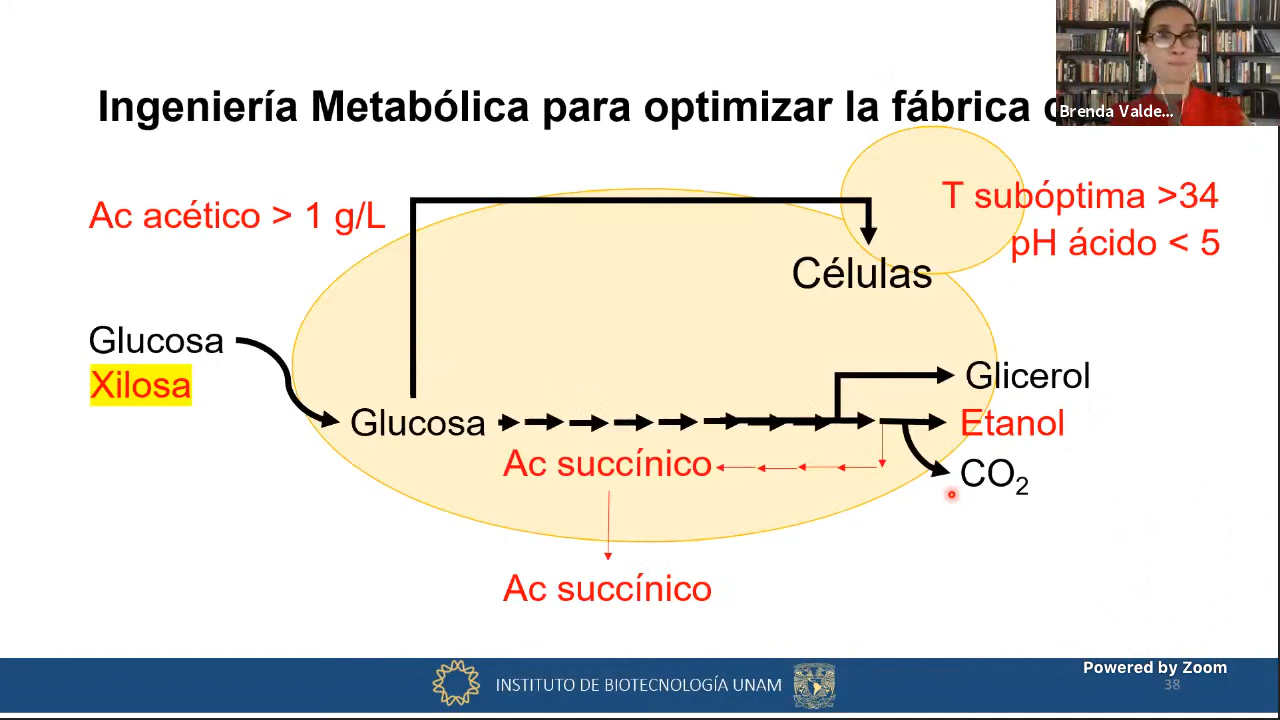 Ingeniería Metabólica para optimizar la fábrica
Brenda Valde...
Ac acético > 1 g/L
T subóptima >34
pH ácido < 5
Células
Glucosa
Xilosa
Glicerol
Glucosa
Etanol
Ac succínico
CO2
Ac succínico
INSTITUTO DE BIOTECNOLOGÍA UNAM
Powered by Zoom
38